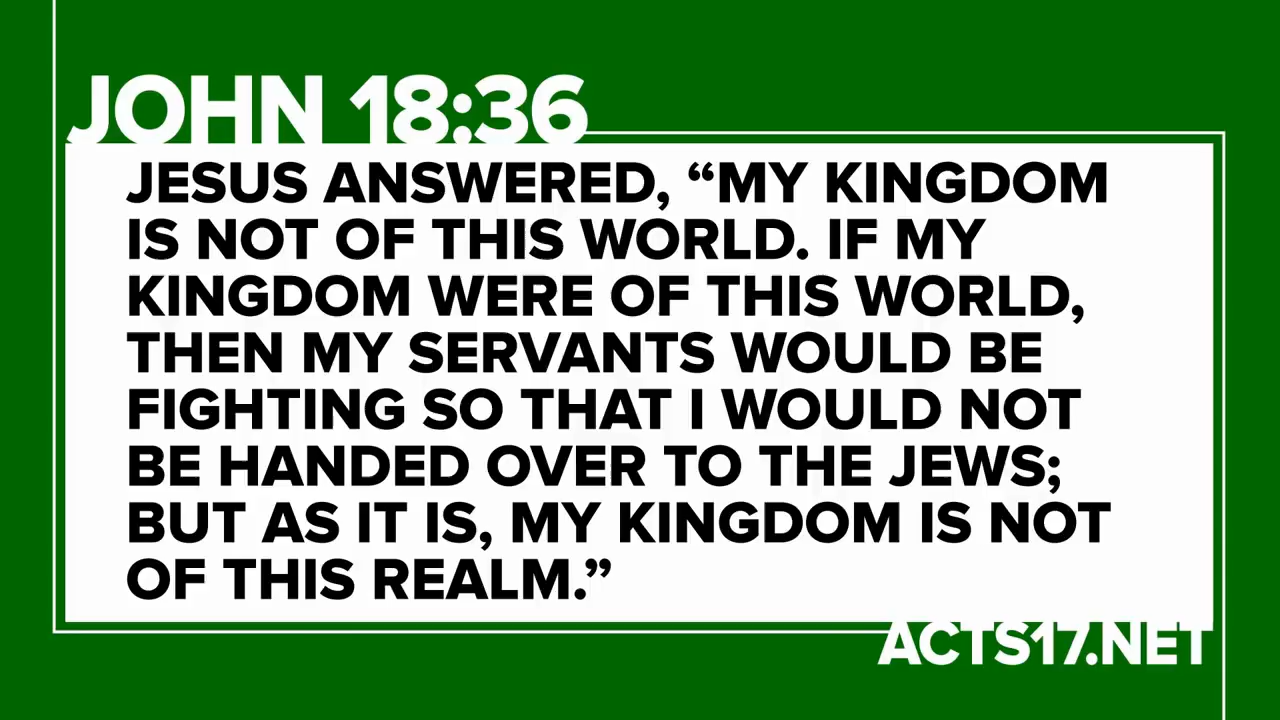 JOHN 18:36
JESUS ANSWERED, “MY KINGDOM
IS NOT OF THIS WORLD. IF MY
KINGDOM WERE OF THIS WORLD,
THEN MY SERVANTS WOULD BE
FIGHTING SO THAT I WOULD NOT
BE HANDED OVER TO THE JEWS;
BUT AS IT IS, MY KINGDOM IS NOT
OF THIS REALM.”
ACTS17.NET